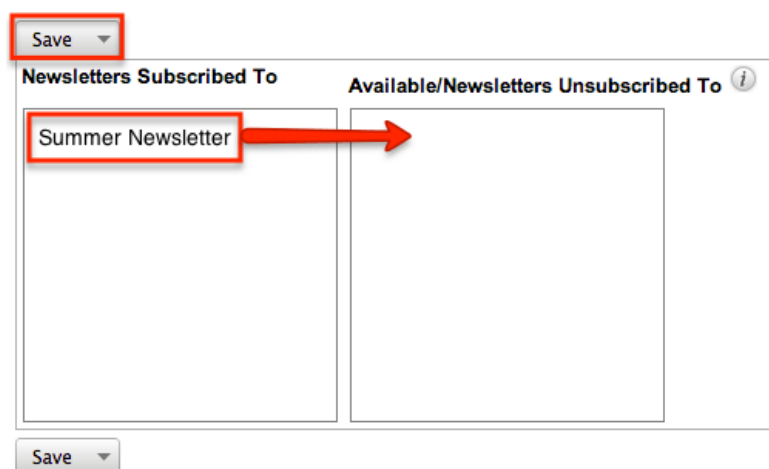 Save
Newsletters Subscribed To
Available/Newsletters Unsubscribed To i
Summer Newsletter
Save